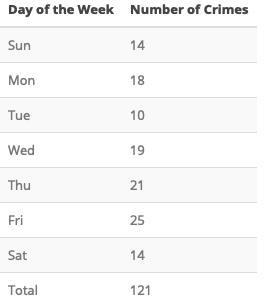 Day of the Week Number of Crimes
Sun 14
Mon 18
Tue 10
Wed 19
Thu 21
Fri 25
Sat 14
Total 121